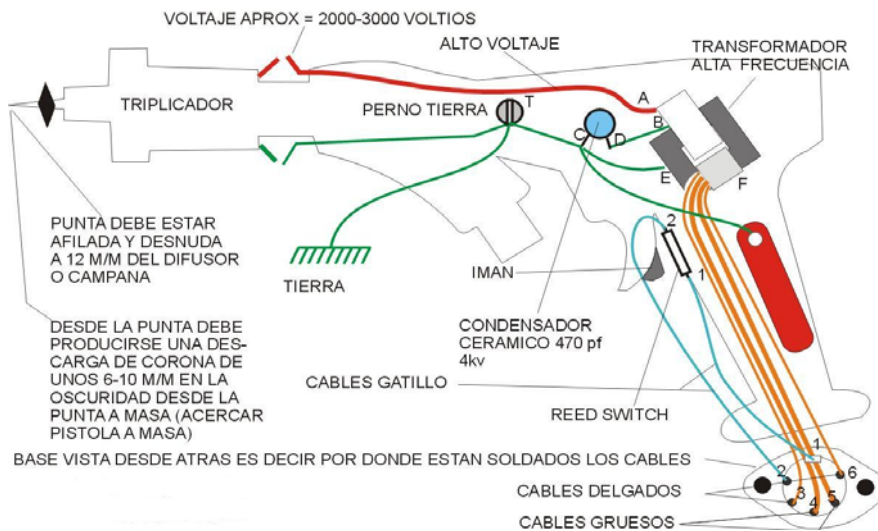 VOLTAJE APROX = 2000-3000 VOLTIOS
ALTO VOLTAJE
TRANSFORMADOR
ALTA FRECUENCIA
TRIPLICADOR
PERNO TIERRA
T
A
B
C
D
E
F
PUNTA DEBE ESTAR
AFILADA Y DESNUDA
A 12 M/M DEL DIFUSOR
O CAMPANA
TIERRA
IMAN
2
1
DESDE LA PUNTA DEBE
PRODUCIRSE UNA DES-
CARGA DE CORONA DE
UNOS 6-10 M/M EN LA
OSCURIDAD DESDE LA
PUNTA A MASA (ACERCAR
PISTOLA A MASA)
CONDENSADOR
CERAMICO 470 pf
4kv
CABLES GATILLO
REED SWITCH
BASE VISTA DESDE ATRAS ES DECIR POR DONDE ESTAN SOLDADOS LOS CABLES
1
2
3
4
5
6
CABLES DELGADOS
CABLES GRUESOS